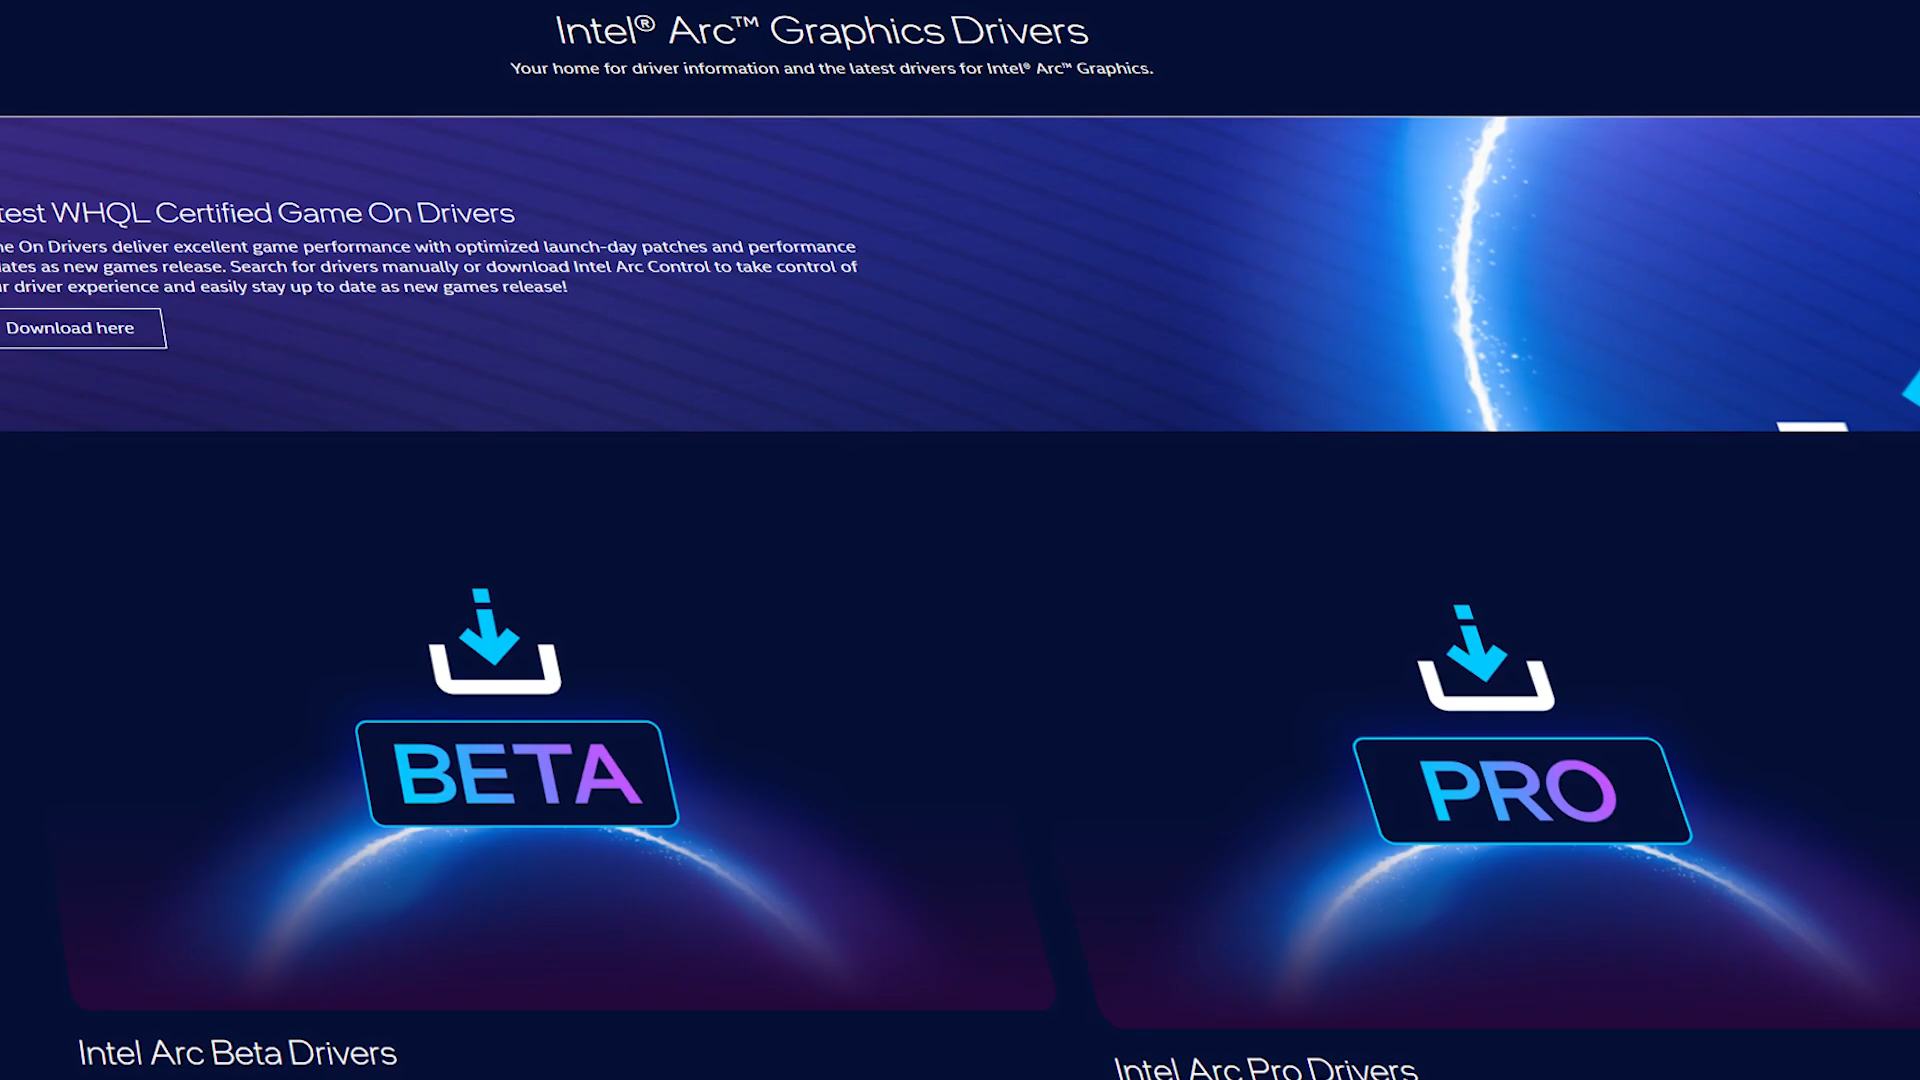 Intel® Arc™ Graphics Drivers
Your home for driver information and the latest drivers for Intel® Arc™ Graphics.
test WHQL Certified Game On Drivers
ne On Drivers deliver excellent game performance with optimized launch-day patches and performance
lates as new games release. Search for drivers manually or download Intel Arc Control to take control of
r driver experience and easily stay up to date as new games release!
Download here
BETA
PRO
Intel Arc Beta Drivers
Intel Arc Pro Drivers